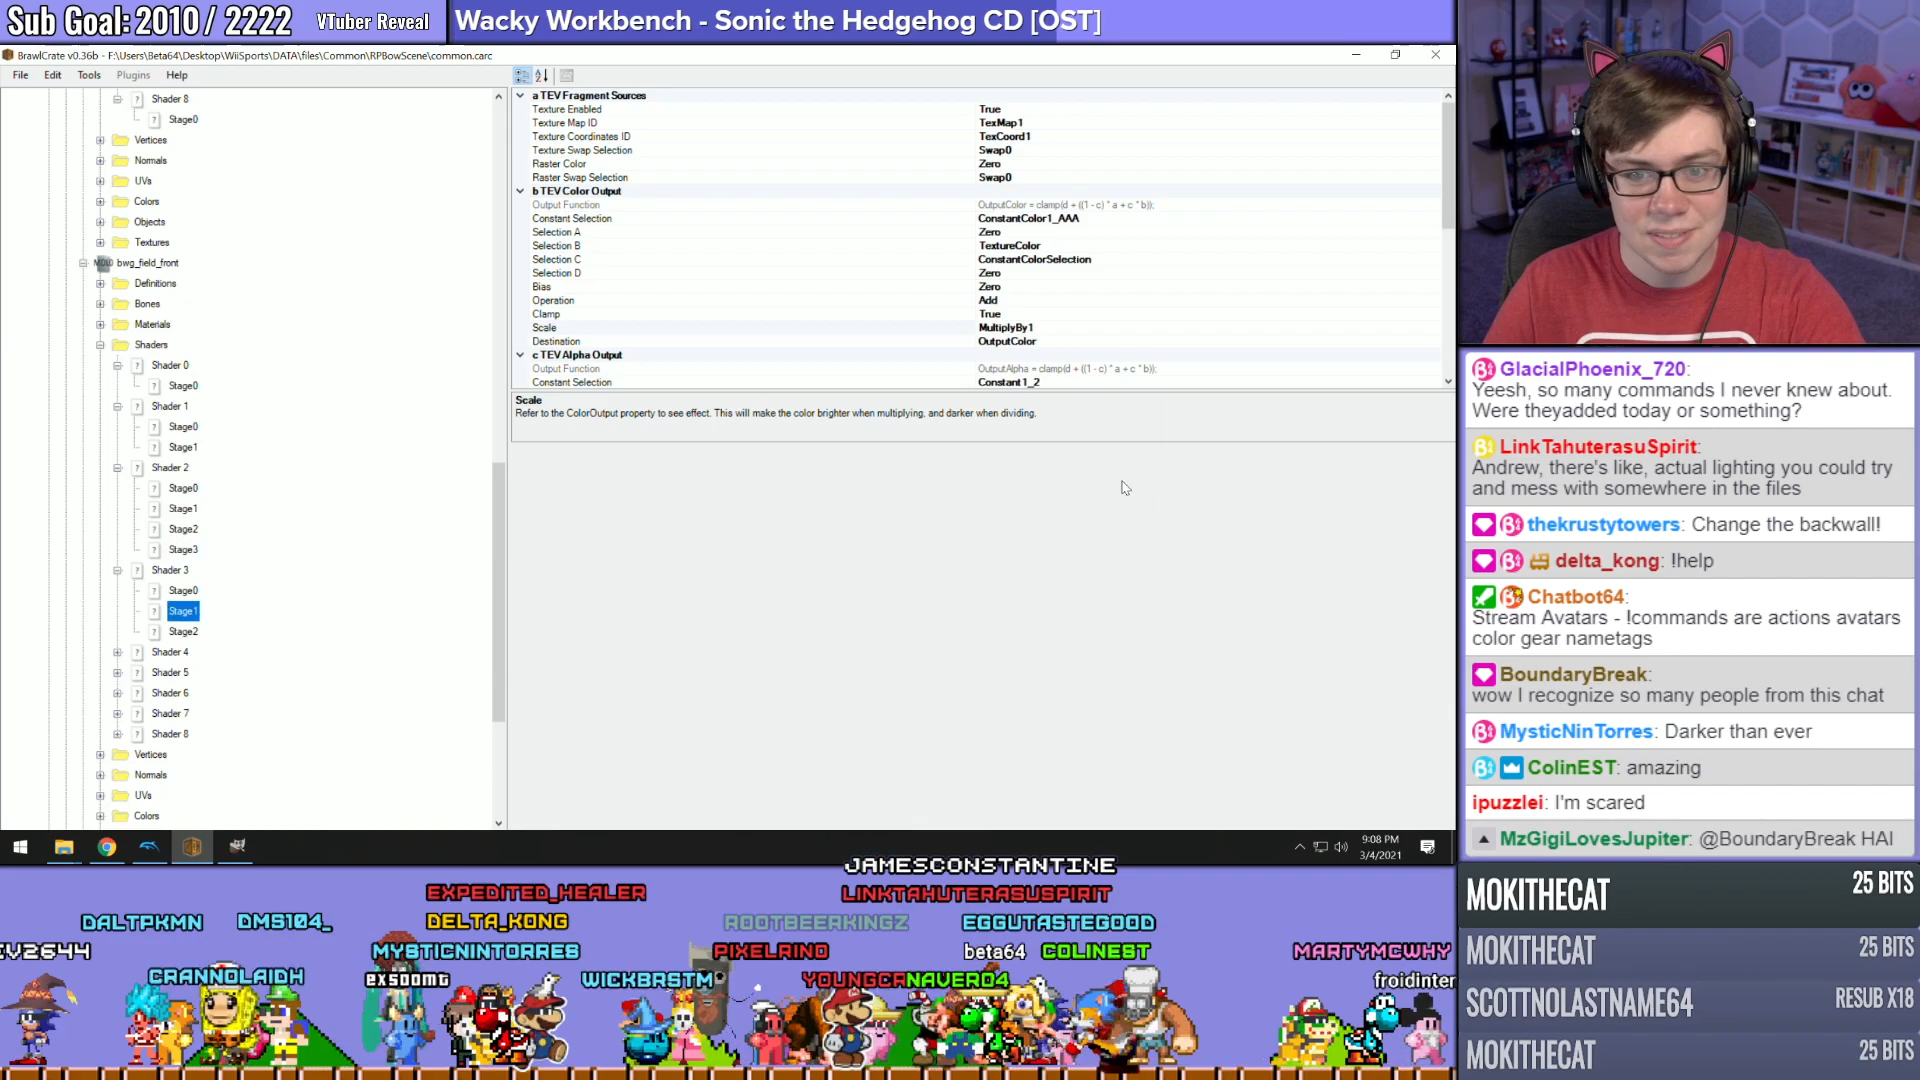 Sub Goal: 2010 / 2222 VTuber Reveal
Wacky Workbench - Sonic the Hedgehog CD [OST]
BrawlCrate v0.36b - F:\Users\Beta64\Desktop\WiiSports\DATA\files\Common\RPBowScene\common.carc
File Edit Tools Plugins Help
Shader 8
Stage0
Vertices
Normals
UVs
Colors
Objects
Textures
MDL0 bwg_field_front
Definitions
Bones
Materials
Shaders
Shader 0
Stage0
Shader 1
Stage0
Stage1
Shader 2
Stage0
Stage1
Stage2
Stage3
Shader 3
Stage0
Stage1
Stage2
Shader 4
Shader 5
Shader 6
Shader 7
Shader 8
Vertices
Normals
UVs
Colors
a TEV Fragment Sources
Texture Enabled True
Texture Map ID TexMap1
Texture Coordinates ID TexCoord1
Texture Swap Selection Swap0
Raster Color Zero
Raster Swap Selection Swap0
b TEV Color Output
Output Function OutputColor = clamp(d + ((1 - c) * a + c * b));
Constant Selection ConstantColor1_AAA
Selection A Zero
Selection B TextureColor
Selection C ConstantColorSelection
Selection D Zero
Bias Zero
Operation Add
Clamp True
Scale MultiplyBy1
Destination OutputColor
c TEV Alpha Output
Output Function OutputAlpha = clamp(d + ((1 - c) * a + c * b));
Constant Selection Constant1_2
Scale
Refer to the ColorOutput property to see effect. This will make the color brighter when multiplying, and darker when dividing.
9:08 PM
3/4/2021
GlacialPhoenix_720:
Yeesh, so many commands I never knew about.
Were theyadded today or something?
LinkTahuterasuSpirit:
Andrew, there's like, actual lighting you could try
and mess with somewhere in the files
thekrustytowers: Change the backwall!
delta_kong: !help
Chatbot64:
Stream Avatars - !commands are actions avatars
color gear nametags
BoundaryBreak:
wow I recognize so many people from this chat
MysticNinTorres: Darker than ever
ColinEST: amazing
ipuzzlei: I'm scared
MzGigiLovesJupiter: @BoundaryBreak HAI
MOKITHECAT 25 BITS
MOKITHECAT 25 BITS
SCOTTNOLASTNAME64 RESUB X18
MOKITHECAT 25 BITS
JAMESCONSTANTINE
EXPEDITED_HEALER LINKTAHUTERASUSPIRIT
DALTPKMN DMS104_ DELTA_KONG ROOTBEERKINGZ EGGUTASTEGOOD
EV2644 MYSTICNINTORRES PIXELRINO beta64 COLINEST MARTYMCWHY
CRANNOLAIDH exsoomt WICKBRSTM YOUNGCRNAVERO4 froidinter